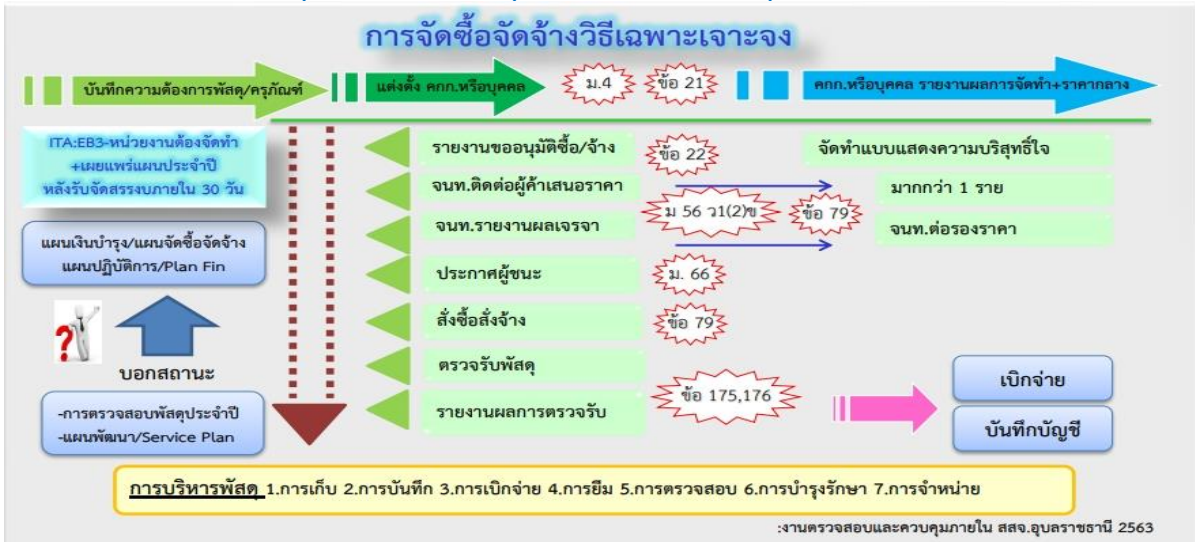 การจัดซื้อจัดจ้างวิธีเฉพาะเจาะจง
บันทึกความต้องการพัสดุ/ครุภัณฑ์
แต่งตั้ง คกก.หรือบุคคล
ม.4
ข้อ 21
คกก.หรือบุคคล รายงานผลการจัดทำ+ราคากลาง
ITA:EB3-หน่วยงานต้องจัดทำ
+เผยแพร่แผนประจำปี
หลังรับจัดสรรงบภายใน 30 วัน
แผนเงินบำรุง/แผนจัดซื้อจัดจ้าง
แผนปฏิบัติการ/Plan Fin
?
บอกสถานะ
-การตรวจสอบพัสดุประจำปี
-แผนพัฒนา/Service Plan
รายงานขออนุมัติซื้อ/จ้าง
ข้อ 22
จัดทำแบบแสดงความบริสุทธิ์ใจ
จนท.ติดต่อผู้ค้าเสนอราคา
มากกว่า 1 ราย
ม 56 ว1(2)ข
ข้อ 79
จนท.รายงานผลเจรจา
จนท.ต่อรองราคา
ประกาศผู้ชนะ
ม. 66
สั่งซื้อสั่งจ้าง
ข้อ 79
ตรวจรับพัสดุ
รายงานผลการตรวจรับ
ข้อ 175,176
เบิกจ่าย
บันทึกบัญชี
การบริหารพัสดุ 1.การเก็บ 2.การบันทึก 3.การเบิกจ่าย 4.การยืม 5.การตรวจสอบ 6.การบำรุงรักษา 7.การจำหน่าย
:งานตรวจสอบและควบคุมภายใน สสจ.อุบลราชธานี 2563